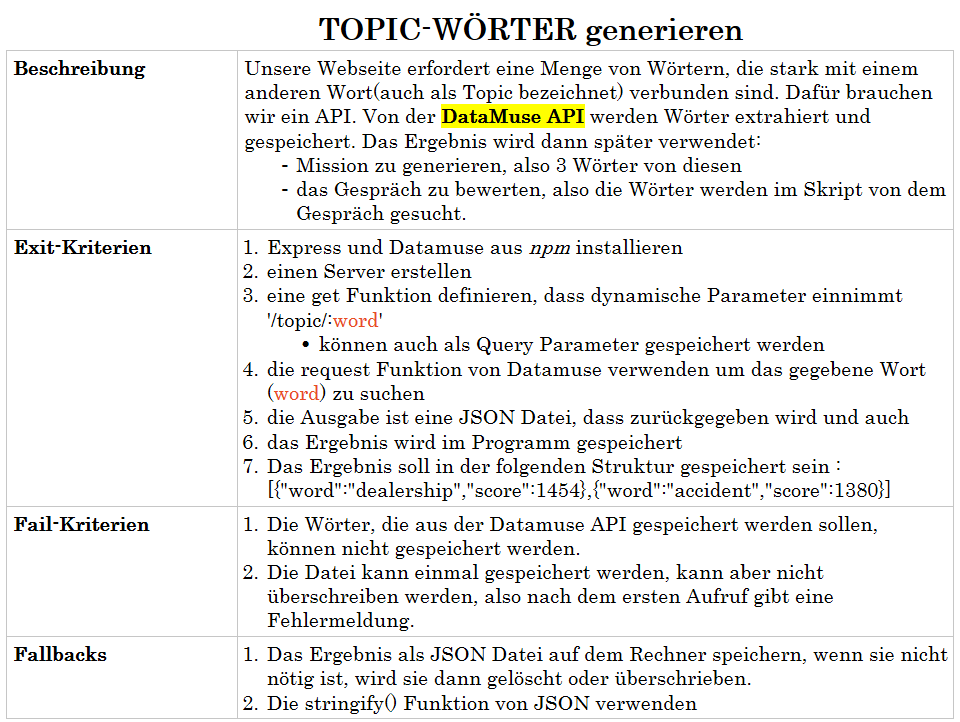 TOPIC-WÖRTER generieren
Beschreibung
Unsere Webseite erfordert eine Menge von Wörtern, die stark mit einem
anderen Wort(auch als Topic bezeichnet) verbunden sind. Dafür brauchen
wir ein API. Von der DataMuse API werden Wörter extrahiert und
gespeichert. Das Ergebnis wird dann später verwendet:
- Mission zu generieren, also 3 Wörter von diesen
- das Gespräch zu bewerten, also die Wörter werden im Skript von dem
Gespräch gesucht.
Exit-Kriterien
1. Express und Datamuse aus npm installieren
2. einen Server erstellen
3. eine get Funktion definieren, dass dynamische Parameter einnimmt
'/topic/:word'
• können auch als Query Parameter gespeichert werden
4. die request Funktion von Datamuse verwenden um das gegebene Wort
(word) zu suchen
5. die Ausgabe ist eine JSON Datei, dass zurückgegeben wird und auch
6. das Ergebnis wird im Programm gespeichert
7. Das Ergebnis soll in der folgenden Struktur gespeichert sein :
[{"word":"dealership","score":1454},{"word":"accident","score":1380}]
Fail-Kriterien
1. Die Wörter, die aus der Datamuse API gespeichert werden sollen,
können nicht gespeichert werden.
2. Die Datei kann einmal gespeichert werden, kann aber nicht
überschreiben werden, also nach dem ersten Aufruf gibt eine
Fehlermeldung.
Fallbacks
1. Das Ergebnis als JSON Datei auf dem Rechner speichern, wenn sie nicht
nötig ist, wird sie dann gelöscht oder überschrieben.
2. Die stringify() Funktion von JSON verwenden